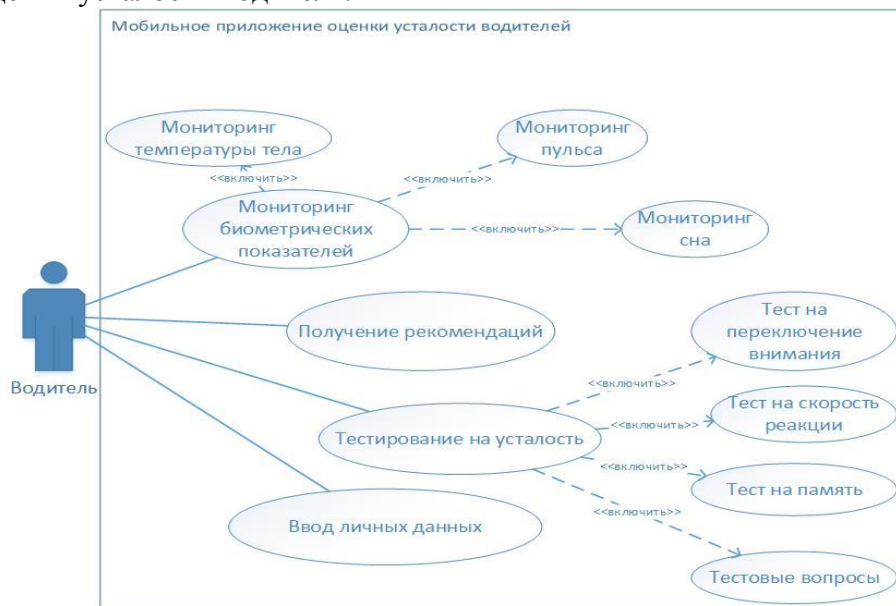 Мобильное приложение оценки усталости водителей
Мониторинг
температуры тела
Мониторинг
пульса
<<включить>>
<<включить>>
Мониторинг
биометрических
показателей
<<включить>>
Мониторинг
сна
Получение рекомендаций
Тест на
переключение
внимания
Водитель
<<включить>>
Тест на скорость
реакции
Тестирование на усталость
<<включить>>
<<включить>>
Тест на память
<<включить>>
Ввод личных данных
Тестовые вопросы